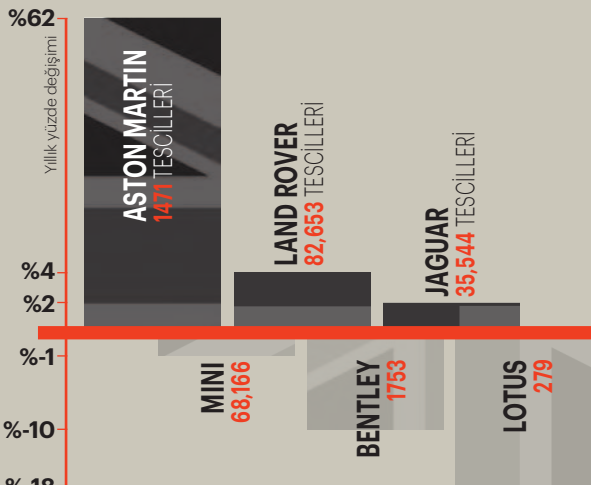 %62
Yıllık yüzde değişimi
ASTON MARTIN
1471 TESCİLLERİ
LAND ROVER
82,653 TESCİLLERİ
JAGUAR
35,544 TESCİLLERİ
%4
%2
%-1
MINI
68,166
BENTLEY
1753
LOTUS
279
%-10
%-18